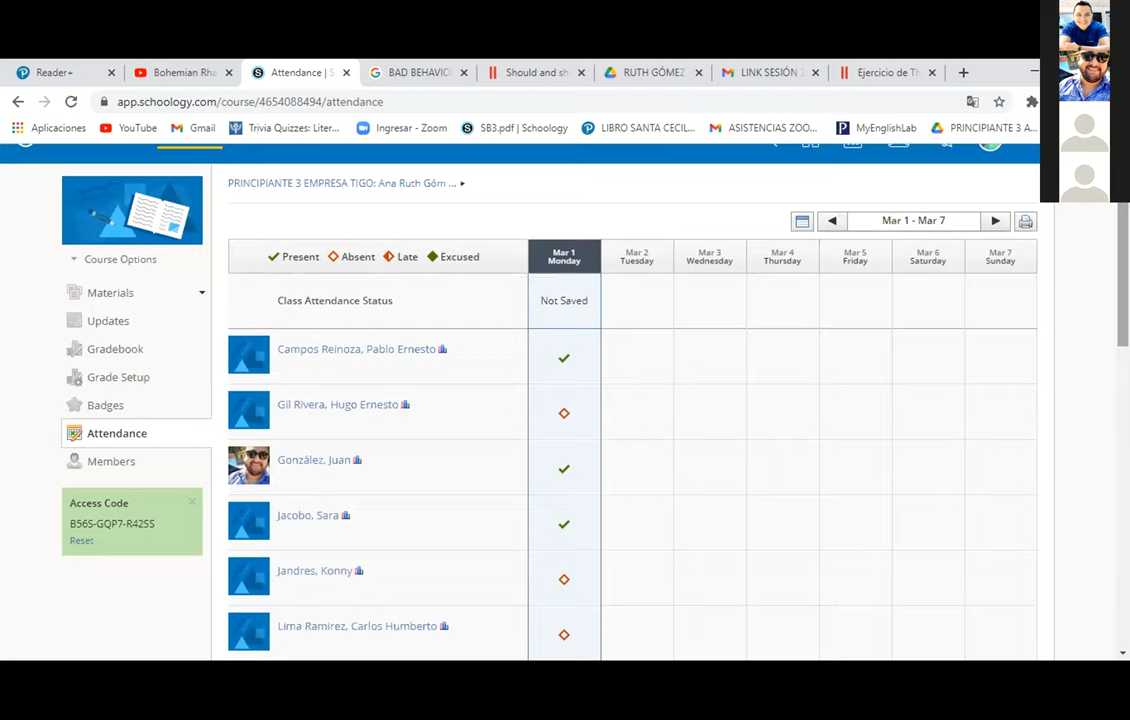 Reader+
Bohemian Rha
Attendance | S
BAD BEHAVIO
Should and sh
RUTH GÓMEZ
LINK SESIÓN 2
Ejercicio de Th
app.schoology.com/course/4654088494/attendance
Aplicaciones
YouTube
Gmail
Trivia Quizzes: Liter...
Ingresar - Zoom
SB3.pdf | Schoology
LIBRO SANTA CECIL...
ASISTENCIAS ZOO...
MyEnglishLab
PRINCIPIANTE 3 A...
PRINCIPIANTE 3 EMPRESA TIGO: Ana Ruth Góm ...
Mar 1 - Mar 7
Present Absent Late Excused
Mar 1 Monday
Mar 2 Tuesday
Mar 3 Wednesday
Mar 4 Thursday
Mar 5 Friday
Mar 6 Saturday
Mar 7 Sunday
Class Attendance Status
Not Saved
Campos Reinoza, Pablo Ernesto
Gil Rivera, Hugo Ernesto
González, Juan
Jacobo, Sara
Jandres, Konny
Lima Ramirez, Carlos Humberto
Course Options
Materials
Updates
Gradebook
Grade Setup
Badges
Attendance
Members
Access Code
B56S-GQP7-R42SS
Reset